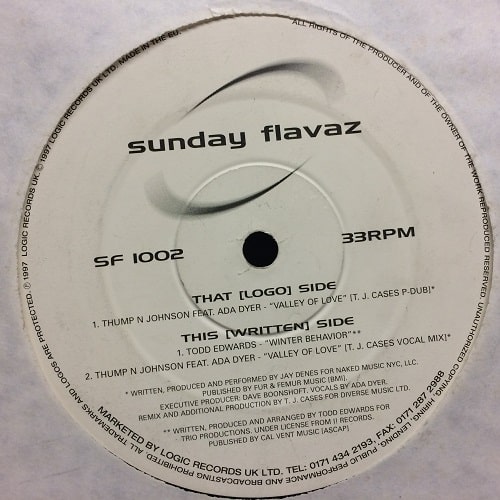 ALL RIGHTS OF THE PRODUCER AND OF THE OWNER OF THE WORK REPRODUCED RESERVED. UNAUTHORIZED COPYING, HIRING, LENDING, PUBLIC PERFORMANCE AND BROADCASTING PROHIBITED. ALL TRADEMARKS AND LOGOS ARE PROTECTED. ℗ 1997 LOGIC RECORDS UK. © 1997 LOGIC RECORDS UK LTD. MADE IN THE EU.
sunday flavaz
SF 1002
33RPM
THAT [LOGO] SIDE
1. THUMP N JOHNSON FEAT. ADA DYER - "VALLEY OF LOVE" [T. J. CASES P-DUB]*
THIS [WRITTEN] SIDE
1. TODD EDWARDS - "WINTER BEHAVIOR"**
2. THUMP N JOHNSON FEAT. ADA DYER - "VALLEY OF LOVE" [T. J. CASES VOCAL MIX]*
* WRITTEN, PRODUCED AND PERFORMED BY JAY DENES FOR NAKED MUSIC NYC, LLC.
PUBLISHED BY FUR & FEMUR MUSIC [BMI].
EXECUTIVE PRODUCER: DAVE BOONSHOFT. VOCALS BY ADA DYER.
REMIX AND ADDITIONAL PRODUCTION BY T. J. CASES FOR DIVERSE MUSIC LTD.
** WRITTEN, PRODUCED AND ARRANGED BY TODD EDWARDS FOR
TRIO PRODUCTIONS. UNDER LICENSE FROM I! RECORDS.
PUBLISHED BY CAL VENT MUSIC [ASCAP]
MARKETED BY LOGIC RECORDS UK LTD. TEL: 0171 434 2193, FAX: 0171 287 2988